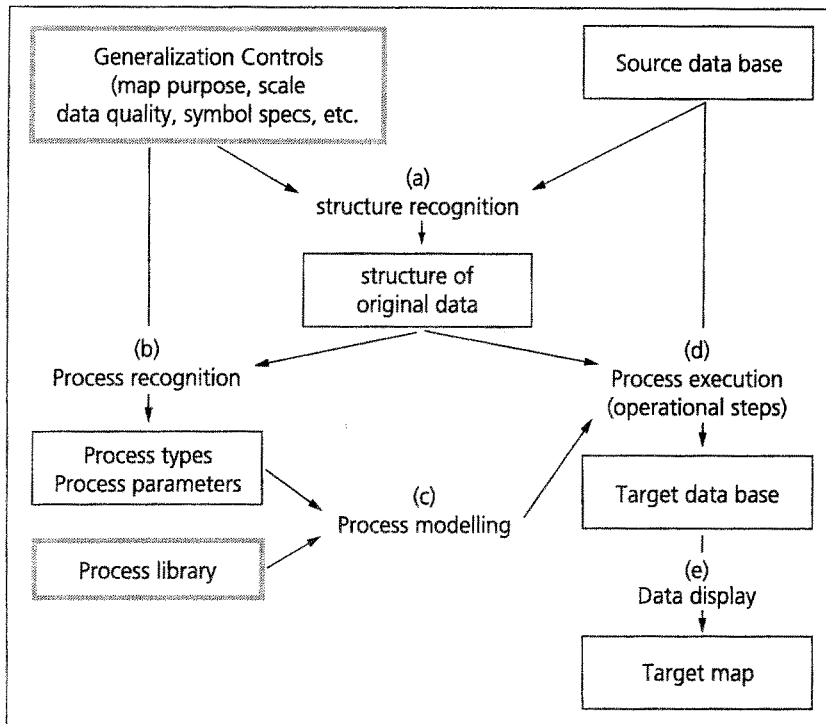 Generalization Controls
(map purpose, scale
data quality, symbol specs, etc.
Source data base
(a)
structure recognition
structure of
original data
(b)
Process recognition
(d)
Process execution
(operational steps)
Process types
Process parameters
(c)
Process modelling
Target data base
Process library
(e)
Data display
Target map